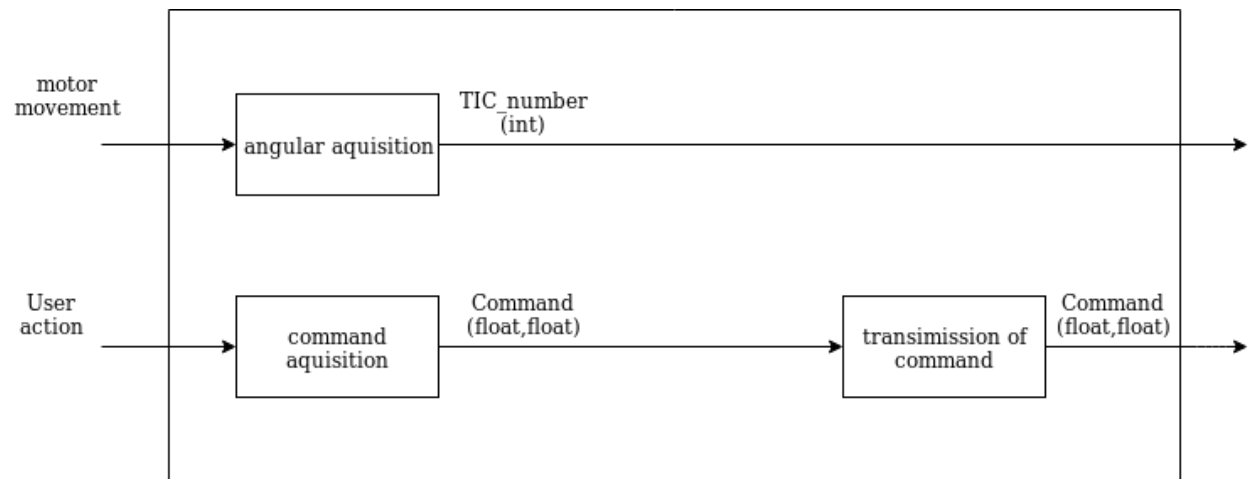 motor
movement
angular aquisition
TIC_number
(int)
User
action
command
aquisition
Command
(float,float)
transimission of
command
Command
(float,float)